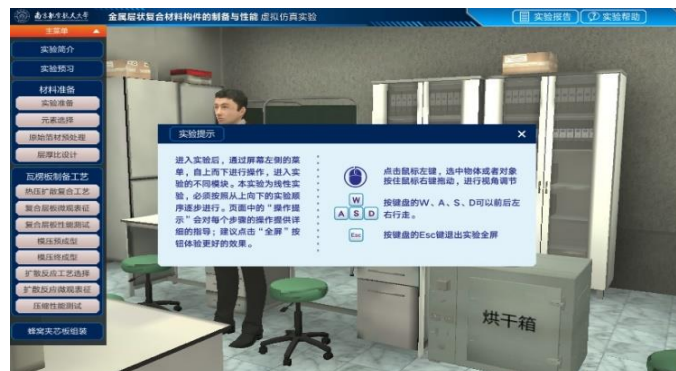 金属层状复合材料构件的制备与性能 虚拟仿真实验
实验报告
实验帮助
主菜单
实验简介
实验预习
材料准备
实验准备
元素选择
原始箔材预处理
层厚比设计
瓦楞板制备工艺
热压扩散复合工艺
复合层板微观表征
复合层板性能测试
模压预成型
模压终成型
扩散反应工艺选择
扩散反应微观表征
压缩性能测试
蜂窝夹芯板组装
实验提示
×
进入实验后,通过屏幕左侧的菜
单,自上而下进行操作,进入实
验的不同模块。本实验为线性实
验,必须按照从上向下的实验顺
序逐步进行。页面中的“操作提
示”会对每个步骤的操作提供详
细的指导;建议点击“全屏”按
钮体验更好的效果。
点击鼠标左键,选中物体或者对象
按住鼠标右键拖动,进行视角调节
W
A S D
按键盘的W、A、S、D可以前后左
右行走。
Esc
按键盘的Esc键退出实验全屏
烘干箱